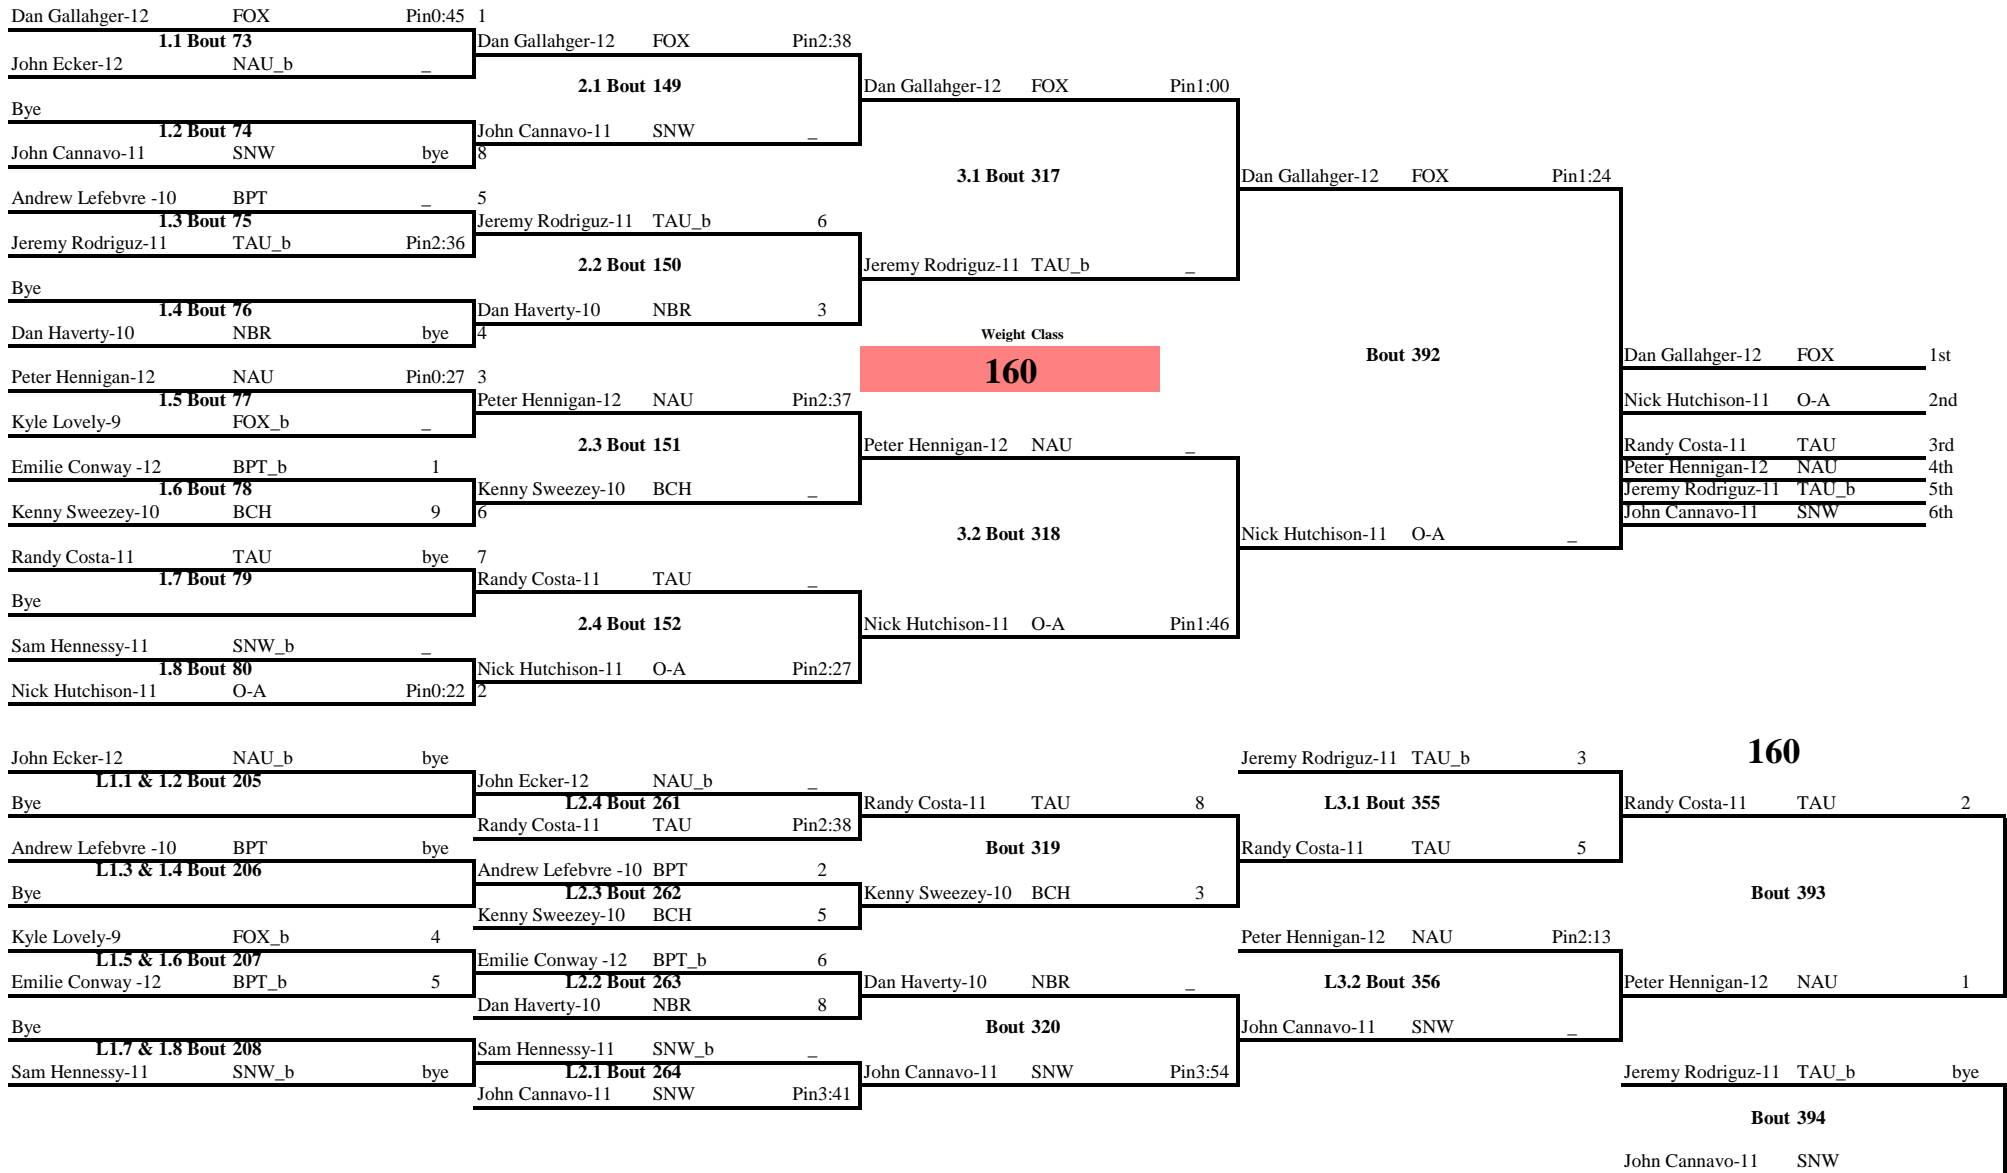 Dan Gallahger-12 FOX Pin0:45 1
1.1 Bout 73
John Ecker-12 NAU_b _
Bye
1.2 Bout 74
John Cannavo-11 SNW bye 8
Andrew Lefebvre -10 BPT _ 5
1.3 Bout 75
Jeremy Rodriguz-11 TAU_b Pin2:36
Bye
1.4 Bout 76
Dan Haverty-10 NBR bye 4
Peter Hennigan-12 NAU Pin0:27 3
1.5 Bout 77
Kyle Lovely-9 FOX_b _
Emilie Conway -12 BPT_b 1
1.6 Bout 78
Kenny Sweezey-10 BCH 9 6
Randy Costa-11 TAU bye 7
1.7 Bout 79
Bye
Sam Hennessy-11 SNW_b _
1.8 Bout 80
Nick Hutchison-11 O-A Pin0:22 2
Dan Gallahger-12 FOX Pin2:38
2.1 Bout 149
John Cannavo-11 SNW _
Jeremy Rodriguz-11 TAU_b 6
2.2 Bout 150
Dan Haverty-10 NBR 3
Peter Hennigan-12 NAU Pin2:37
2.3 Bout 151
Kenny Sweezey-10 BCH _
Randy Costa-11 TAU _
2.4 Bout 152
Nick Hutchison-11 O-A Pin2:27
Dan Gallahger-12 FOX Pin1:00
3.1 Bout 317
Jeremy Rodriguz-11 TAU_b _
Weight Class
160
Peter Hennigan-12 NAU _
3.2 Bout 318
Nick Hutchison-11 O-A Pin1:46
Dan Gallahger-12 FOX Pin1:24
Bout 392
Nick Hutchison-11 O-A _
Dan Gallahger-12 FOX 1st
Nick Hutchison-11 O-A 2nd
Randy Costa-11 TAU 3rd
Peter Hennigan-12 NAU 4th
Jeremy Rodriguz-11 TAU_b 5th
John Cannavo-11 SNW 6th
John Ecker-12 NAU_b bye
L1.1 & 1.2 Bout 205
Bye
Andrew Lefebvre -10 BPT bye
L1.3 & 1.4 Bout 206
Bye
Kyle Lovely-9 FOX_b 4
L1.5 & 1.6 Bout 207
Emilie Conway -12 BPT_b 5
Bye
L1.7 & 1.8 Bout 208
Sam Hennessy-11 SNW_b bye
John Ecker-12 NAU_b _
L2.4 Bout 261
Randy Costa-11 TAU Pin2:38
Andrew Lefebvre -10 BPT 2
L2.3 Bout 262
Kenny Sweezey-10 BCH 5
Emilie Conway -12 BPT_b 6
L2.2 Bout 263
Dan Haverty-10 NBR 8
Sam Hennessy-11 SNW_b _
L2.1 Bout 264
John Cannavo-11 SNW Pin3:41
Randy Costa-11 TAU 8
Bout 319
Kenny Sweezey-10 BCH 3
Dan Haverty-10 NBR _
Bout 320
John Cannavo-11 SNW Pin3:54
Jeremy Rodriguz-11 TAU_b 3
L3.1 Bout 355
Randy Costa-11 TAU 5
Peter Hennigan-12 NAU Pin2:13
L3.2 Bout 356
John Cannavo-11 SNW _
160
Randy Costa-11 TAU 2
Bout 393
Peter Hennigan-12 NAU 1
Jeremy Rodriguz-11 TAU_b bye
Bout 394
John Cannavo-11 SNW